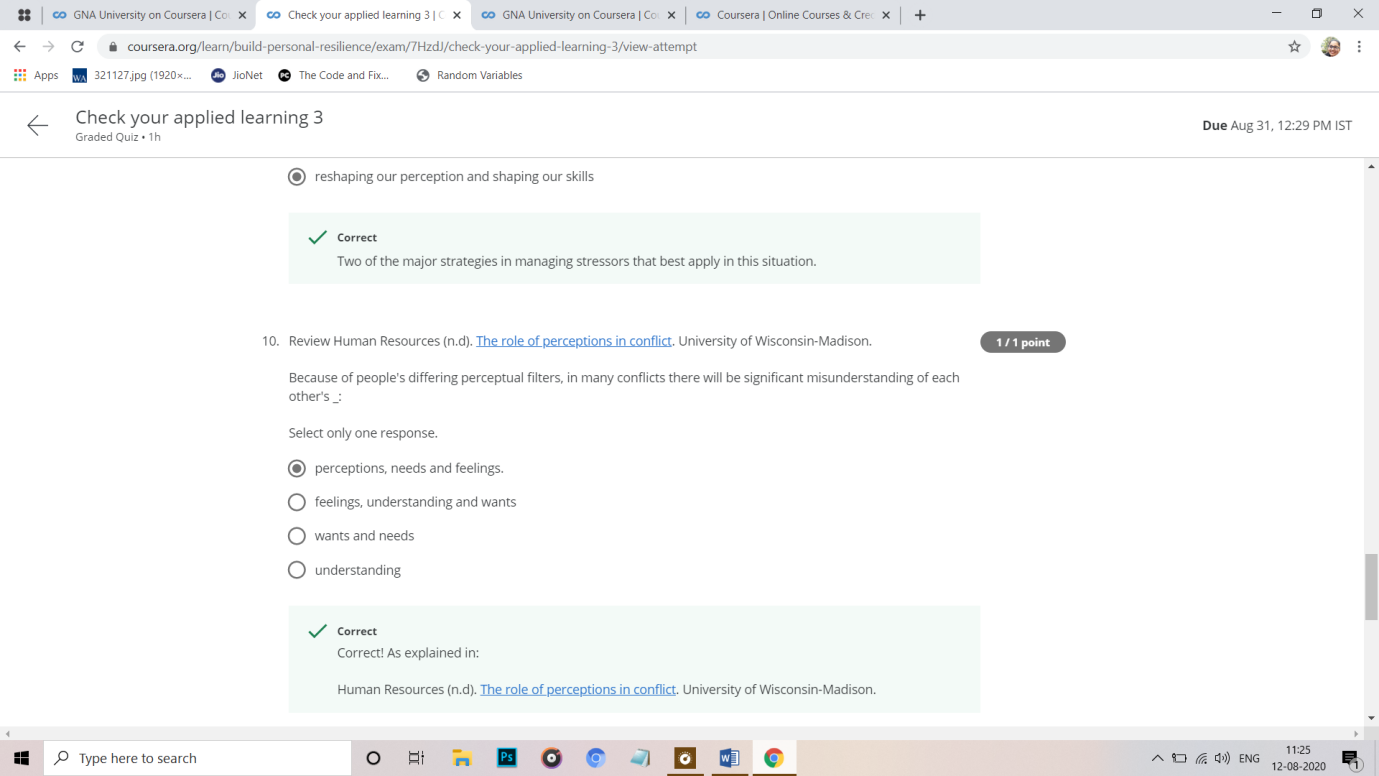 GNA University on Coursera | Co
Check your applied learning 3 | C
GNA University on Coursera | Co
Coursera | Online Courses & Cre
coursera.org/learn/build-personal-resilience/exam/7HzdJ/check-your-applied-learning-3/view-attempt
Apps
WA 321127.jpg (1920×...
Jio JioNet
PC The Code and Fix...
Random Variables
Check your applied learning 3
Graded Quiz • 1h
Due Aug 31, 12:29 PM IST
reshaping our perception and shaping our skills
Correct
Two of the major strategies in managing stressors that best apply in this situation.
10. Review Human Resources (n.d). The role of perceptions in conflict. University of Wisconsin-Madison.
1 / 1 point
Because of people's differing perceptual filters, in many conflicts there will be significant misunderstanding of each
other's _:
Select only one response.
perceptions, needs and feelings.
feelings, understanding and wants
wants and needs
understanding
Correct
Correct! As explained in:
Human Resources (n.d). The role of perceptions in conflict. University of Wisconsin-Madison.
Type here to search
Ps
W
ENG
11:25
12-08-2020
1